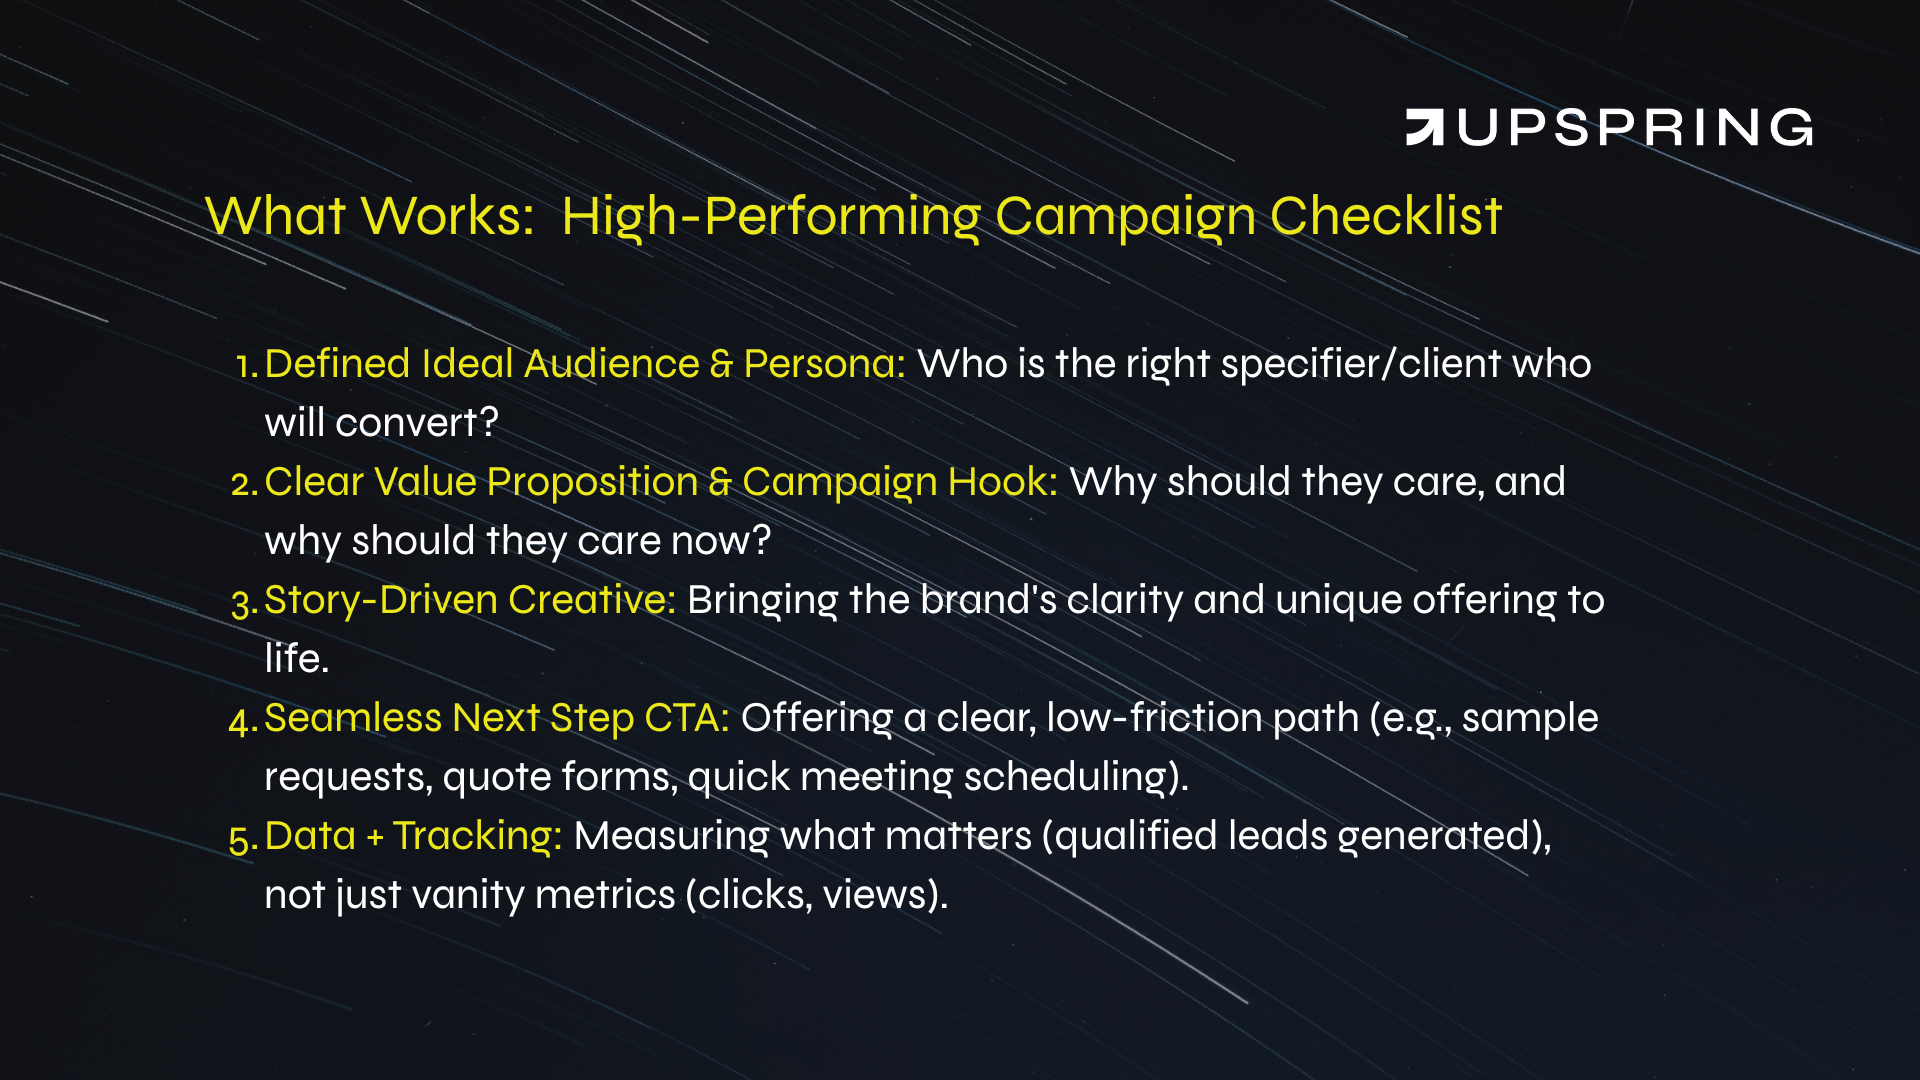 UPSPRING
What Works: High-Performing Campaign Checklist
1. Defined Ideal Audience & Persona: Who is the right specifier/client who
will convert?
2. Clear Value Proposition & Campaign Hook: Why should they care, and
why should they care now?
3. Story-Driven Creative: Bringing the brand's clarity and unique offering to
life.
4. Seamless Next Step CTA: Offering a clear, low-friction path (e.g., sample
requests, quote forms, quick meeting scheduling).
5. Data + Tracking: Measuring what matters (qualified leads generated),
not just vanity metrics (clicks, views).